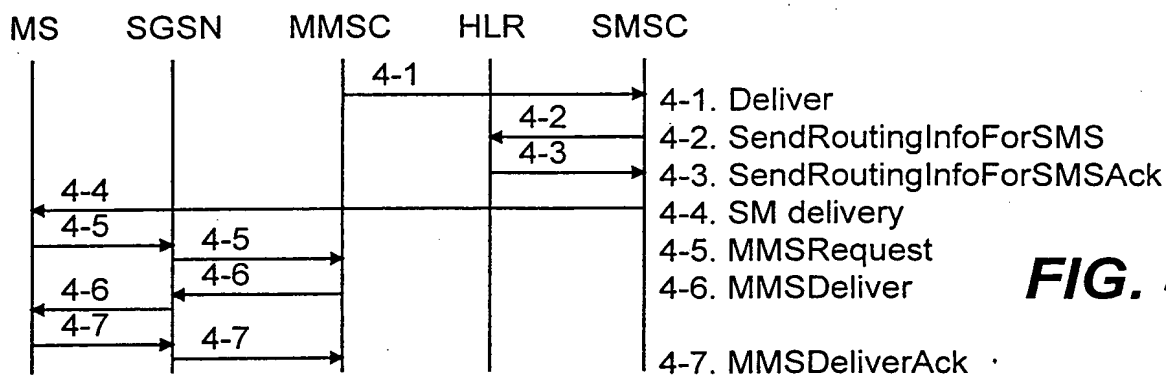 MS SGSN MMSC HLR SMSC
4-1
4-1. Deliver
4-2
4-2. SendRoutingInfoForSMS
4-3
4-3. SendRoutingInfoForSMSAck
4-4
4-4. SM delivery
4-5
4-5
4-5. MMSRequest
4-6
4-6. MMSDeliver
4-6
FIG.
4-7
4-7
4-7. MMSDeliverAck